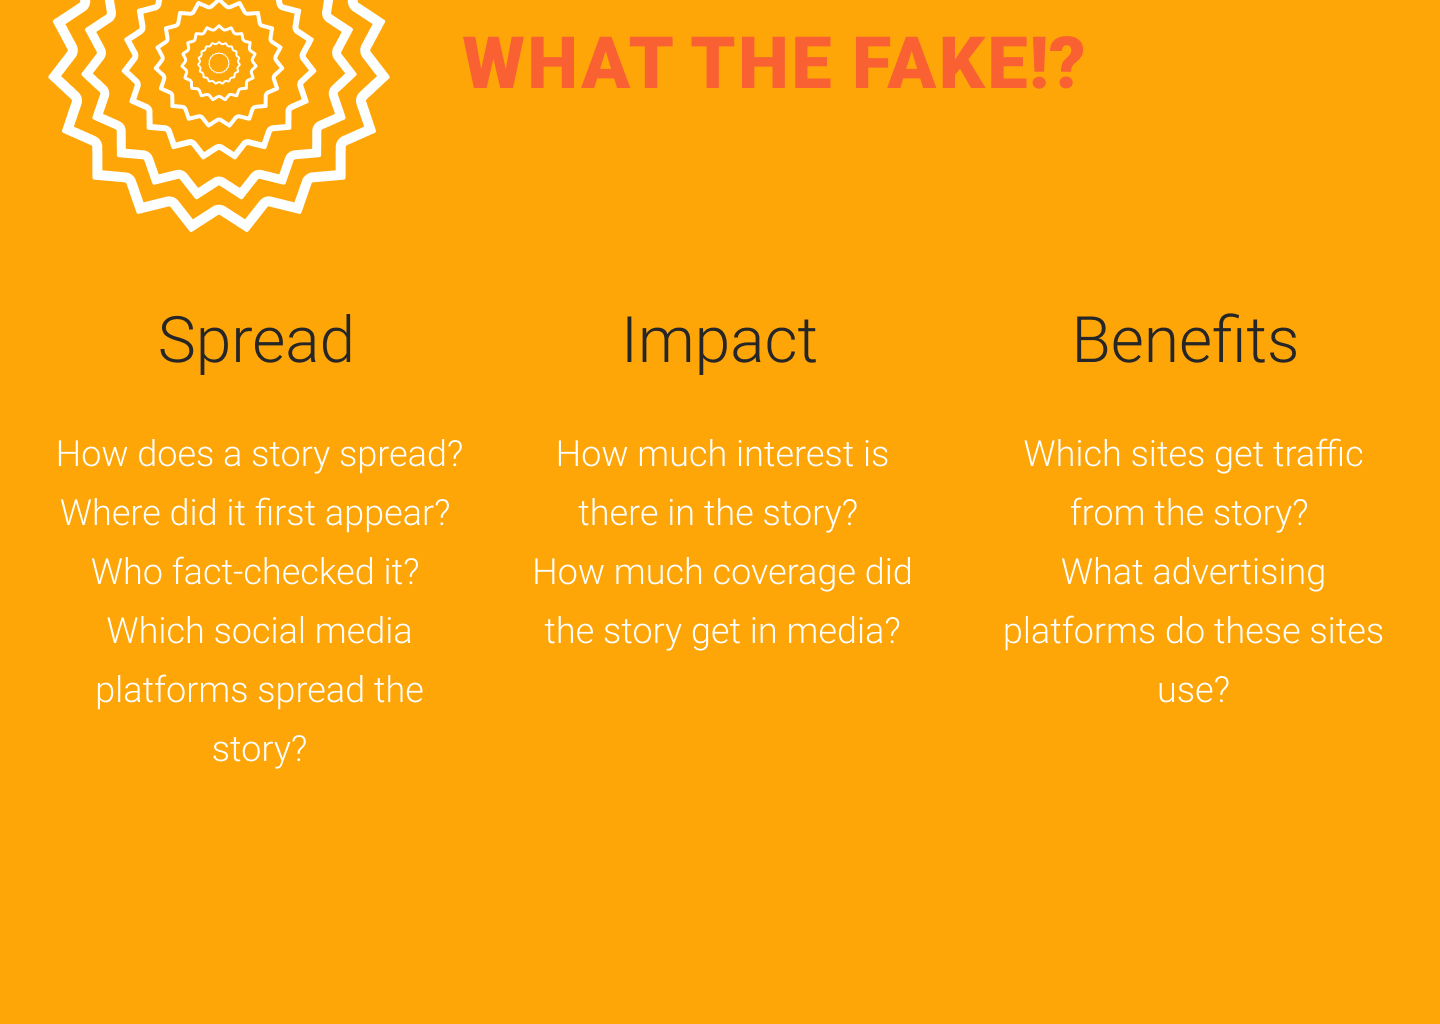 WHAT THE FAKE!?
Spread
How does a story spread?
Where did it first appear?
Who fact-checked it?
Which social media
platforms spread the
story?
Impact
How much interest is
there in the story?
How much coverage did
the story get in media?
Benefits
Which sites get traffic
from the story?
What advertising
platforms do these sites
use?